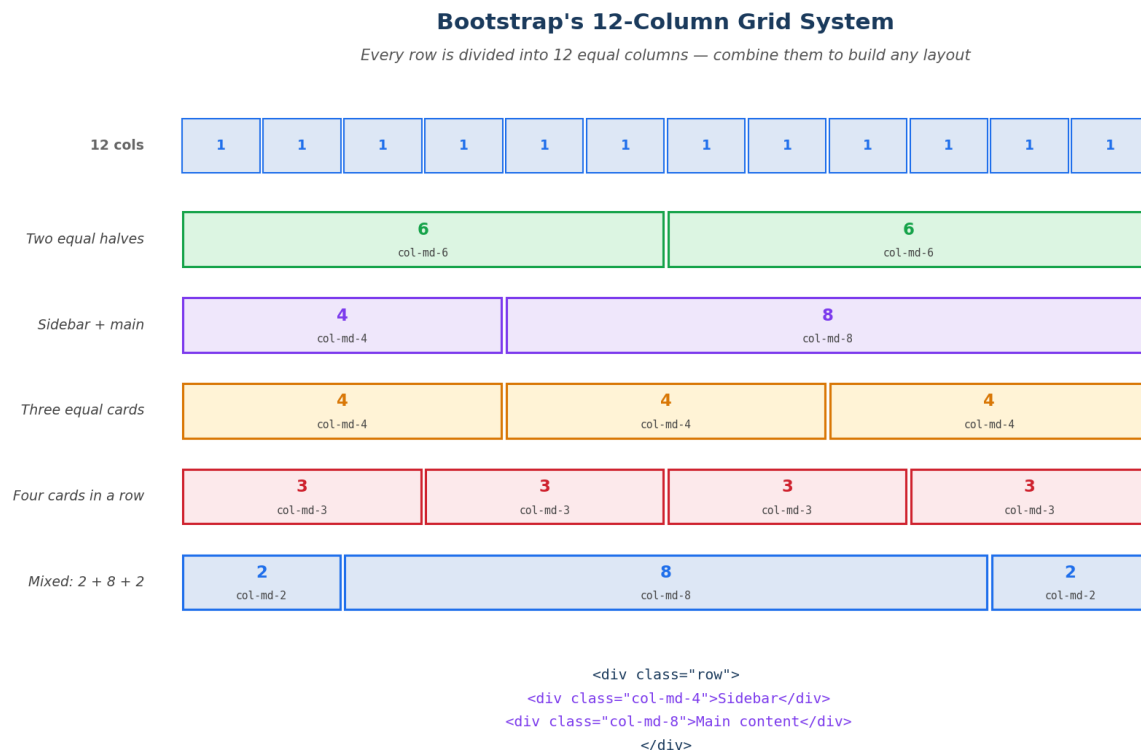 Bootstrap's 12-Column Grid System
Every row is divided into 12 equal columns — combine them to build any layout
12 cols 1 1 1 1 1 1 1 1 1 1 1 1
Two equal halves 6 6
col-md-6 col-md-6
Sidebar + main 4 8
col-md-4 col-md-8
Three equal cards 4 4 4
col-md-4 col-md-4 col-md-4
Four cards in a row 3 3 3 3
col-md-3 col-md-3 col-md-3 col-md-3
Mixed: 2 + 8 + 2 2 8 2
col-md-2 col-md-8 col-md-2
<div class="row">
<div class="col-md-4">Sidebar</div>
<div class="col-md-8">Main content</div>
</div>